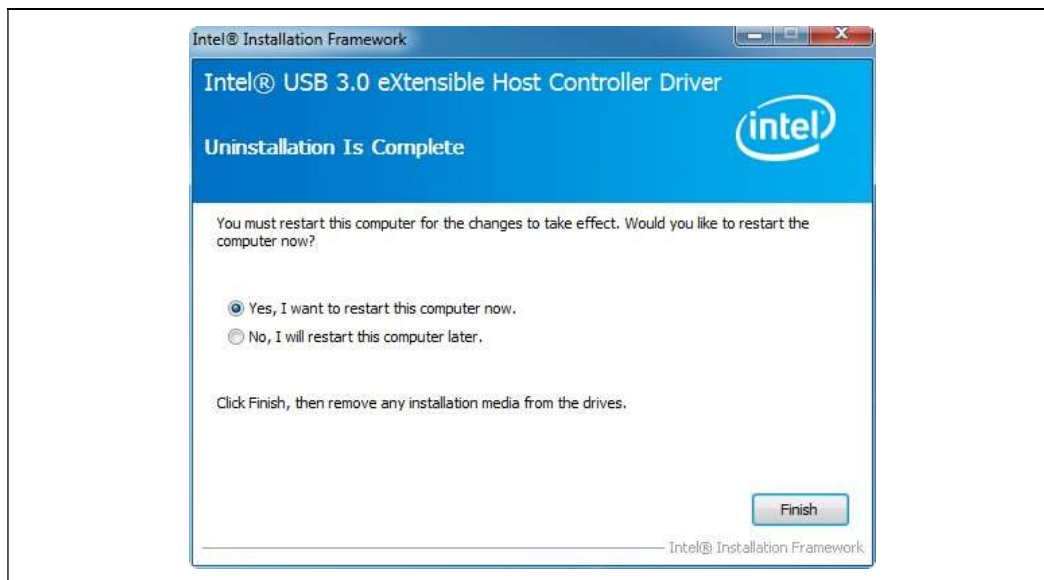 Intel® Installation Framework
Intel® USB 3.0 eXtensible Host Controller Driver
intel
Uninstallation Is Complete
You must restart this computer for the changes to take effect. Would you like to restart the
computer now?
Yes, I want to restart this computer now.
No, I will restart this computer later.
Click Finish, then remove any installation media from the drives.
Finish
Intel® Installation Framework